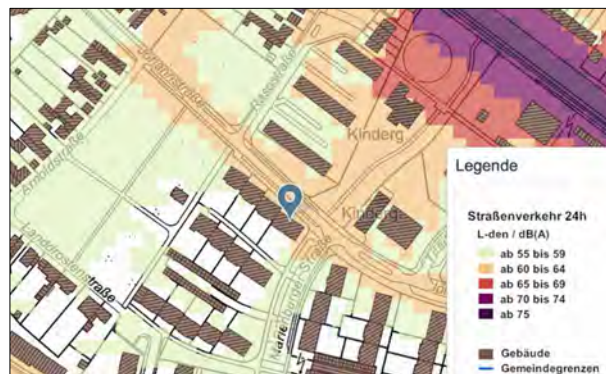 Kinderg.
Kinderg.
Arnoldstraße
Landdrostenstraße
Legende
Straßenverkehr 24h
L-den / dB(A)
ab 55 bis 59
ab 60 bis 64
ab 65 bis 69
ab 70 bis 74
ab 75
Gebäude
Gemeindegrenzen